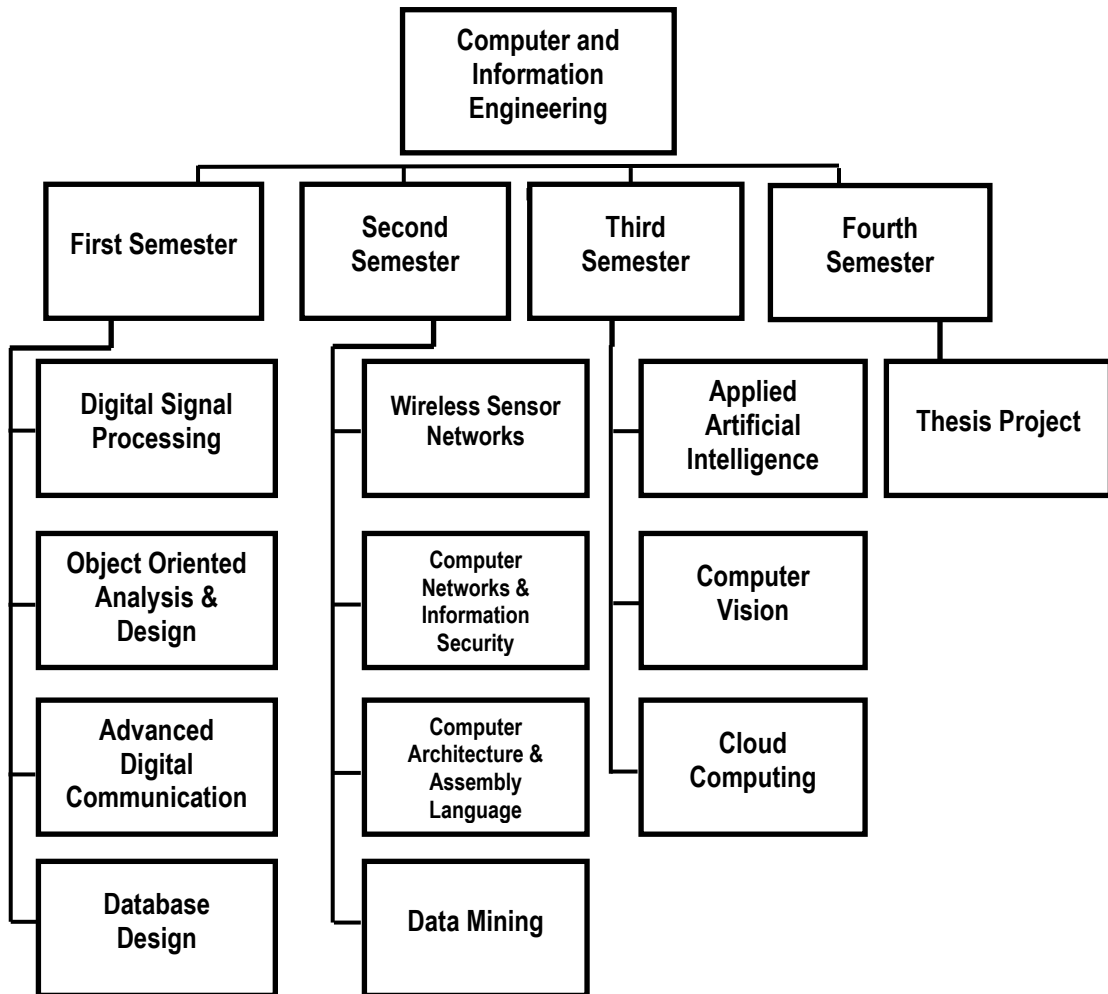 Computer and
Information
Engineering
First Semester
Second
Semester
Third
Semester
Fourth
Semester
Digital Signal
Processing
Wireless Sensor
Networks
Applied
Artificial
Intelligence
Thesis Project
Object Oriented
Analysis &
Design
Computer
Networks &
Information
Security
Computer
Vision
Advanced
Digital
Communication
Computer
Architecture &
Assembly
Language
Cloud
Computing
Database
Design
Data Mining